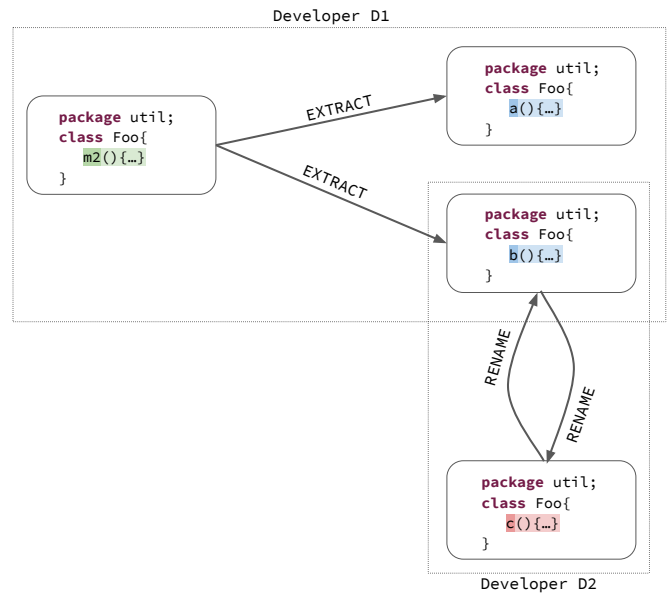 Developer D1
package util;
class Foo{
m2(){…}
}
EXTRACT
EXTRACT
package util;
class Foo{
a(){…}
}
package util;
class Foo{
b(){…}
}
RENAME
RENAME
package util;
class Foo{
c(){…}
}
Developer D2